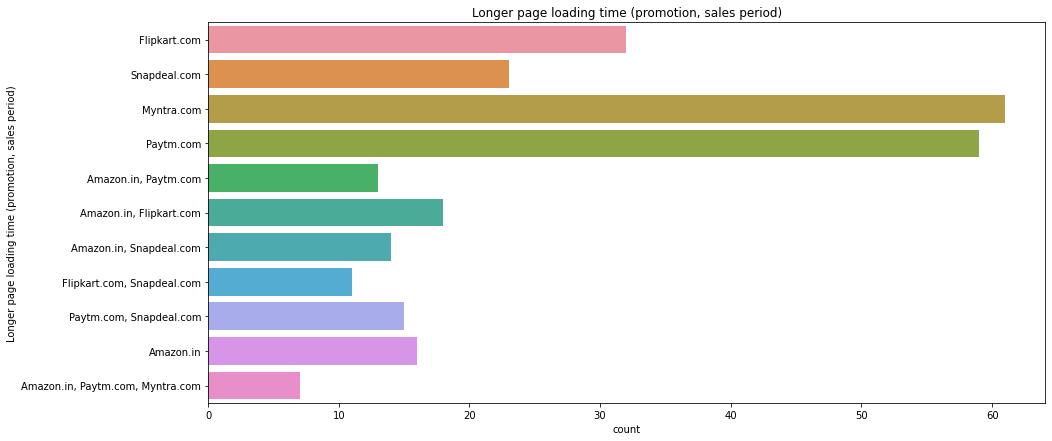 Longer page loading time (promotion, sales period)
Longer page loading time (promotion, sales period)
Flipkart.com
Snapdeal.com
Myntra.com
Paytm.com
Amazon.in, Paytm.com
Amazon.in, Flipkart.com
Amazon.in, Snapdeal.com
Flipkart.com, Snapdeal.com
Paytm.com, Snapdeal.com
Amazon.in
Amazon.in, Paytm.com, Myntra.com
0 10 20 30 40 50 60
count